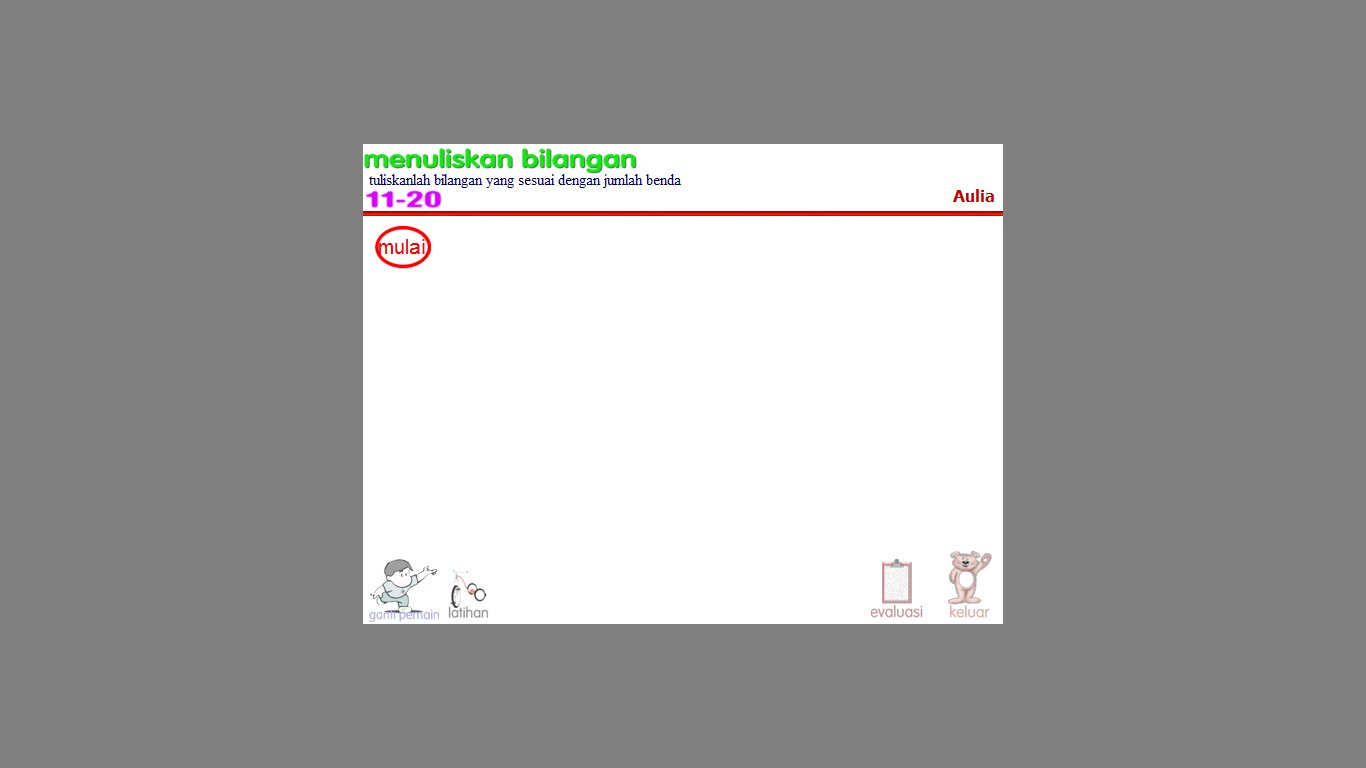 menuliskan bilangan
tuliskanlah bilangan yang sesuai dengan jumlah benda
11-20
Aulia
mulai
ganti pemain
latihan
evaluasi
keluar